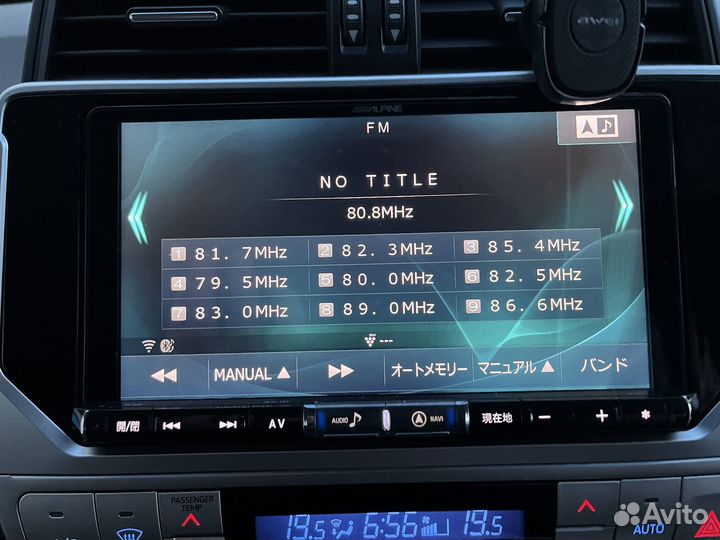 awei
ALPINE
FM
NO TITLE
80.8MHz
1 81.7MHz 2 82.3MHz 3 85.4MHz
4 79.5MHz 5 80.0MHz 6 82.5MHz
7 83.0MHz 8 89.0MHz 9 86.6MHz
---
MANUAL ▲ オートメモリー マニュアル ▲ バンド
開/閉 AV AUDIO NAVI 現在地 − + ✽
PASSENGER
TEMP
19.5 6:56 19.5
AUTO
Avito